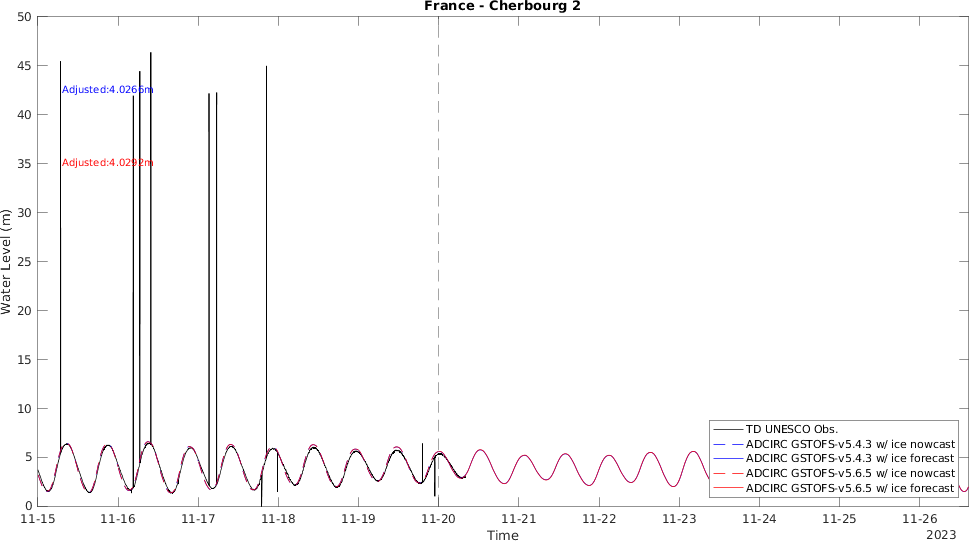 France - Cherbourg 2
50
45
40
35
30
25
20
15
10
5
0
Water Level (m)
Adjusted:4.0266m
Adjusted:4.0292m
TD UNESCO Obs.
ADCIRC GSTOFS-v5.4.3 w/ ice nowcast
ADCIRC GSTOFS-v5.4.3 w/ ice forecast
ADCIRC GSTOFS-v5.6.5 w/ ice nowcast
ADCIRC GSTOFS-v5.6.5 w/ ice forecast
11-15 11-16 11-17 11-18 11-19 11-20 11-21 11-22 11-23 11-24 11-25 11-26
Time
2023